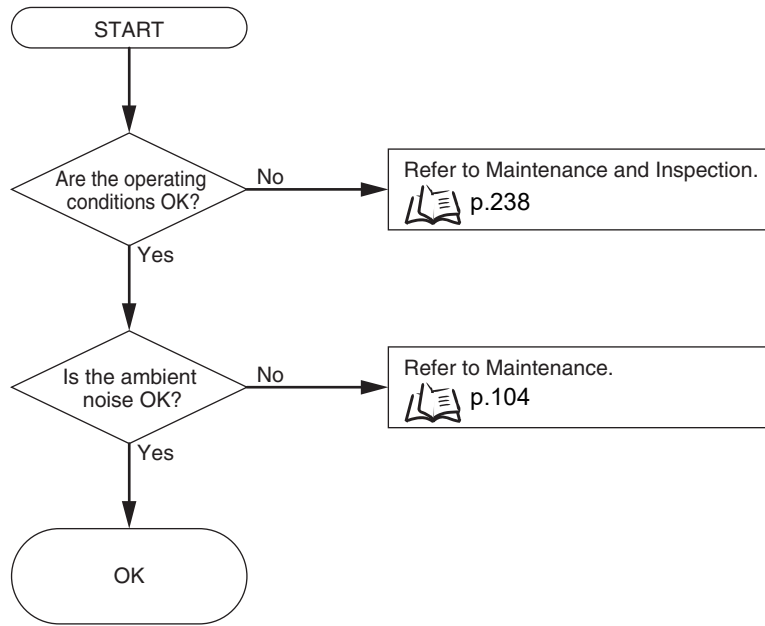 START
Are the operating
conditions OK?
No
Refer to Maintenance and Inspection.
p.238
Yes
Is the ambient
noise OK?
No
Refer to Maintenance.
p.104
Yes
OK